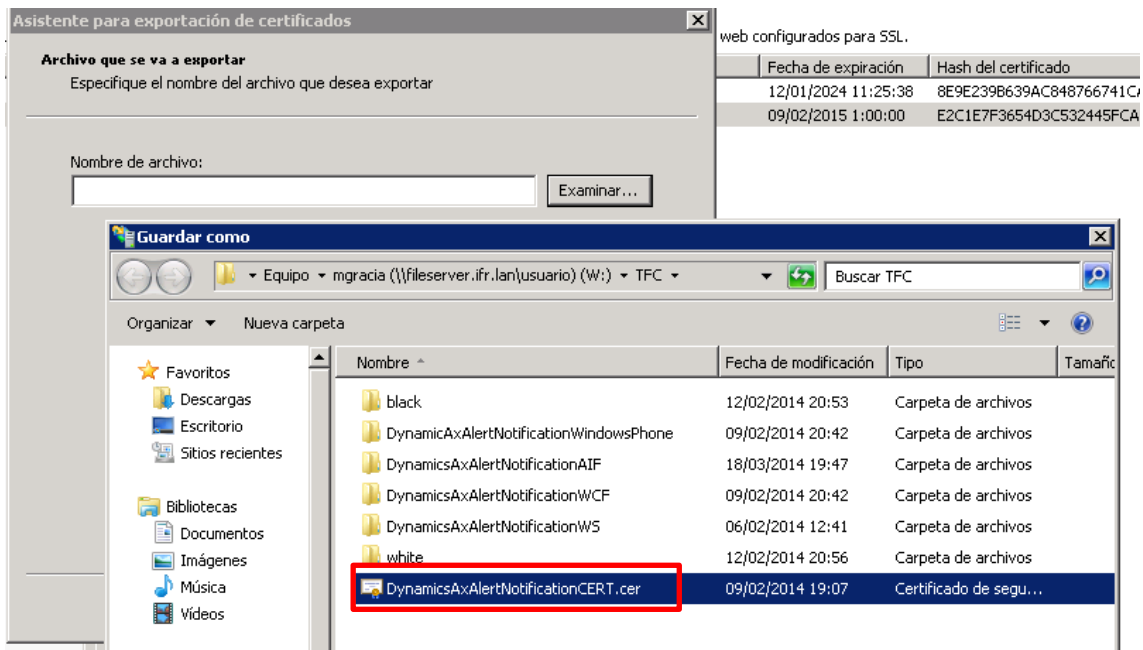 Asistente para exportación de certificados
web configurados para SSL.
Archivo que se va a exportar
Especifique el nombre del archivo que desea exportar
Fecha de expiración Hash del certificado
12/01/2024 11:25:38 8E9E239B639AC848766741CA
09/02/2015 1:00:00 E2C1E7F3654D3C532445FCA
Nombre de archivo:
Examinar...
Guardar como
Equipo mgracia (\\fileserver.ifr.lan\usuario) (W:) TFC
Buscar TFC
Organizar Nueva carpeta
Favoritos
Descargas
Escritorio
Sitios recientes
Bibliotecas
Documentos
Imágenes
Música
Vídeos
Nombre Fecha de modificación Tipo Tamaño
black 12/02/2014 20:53 Carpeta de archivos
DynamicAxAlertNotificationWindowsPhone 09/02/2014 20:42 Carpeta de archivos
DynamicsAxAlertNotificationAIF 18/03/2014 19:47 Carpeta de archivos
DynamicsAxAlertNotificationWCF 09/02/2014 20:42 Carpeta de archivos
DynamicsAxAlertNotificationWS 06/02/2014 12:41 Carpeta de archivos
white 12/02/2014 20:56 Carpeta de archivos
DynamicsAxAlertNotificationCERT.cer 09/02/2014 19:07 Certificado de segu...